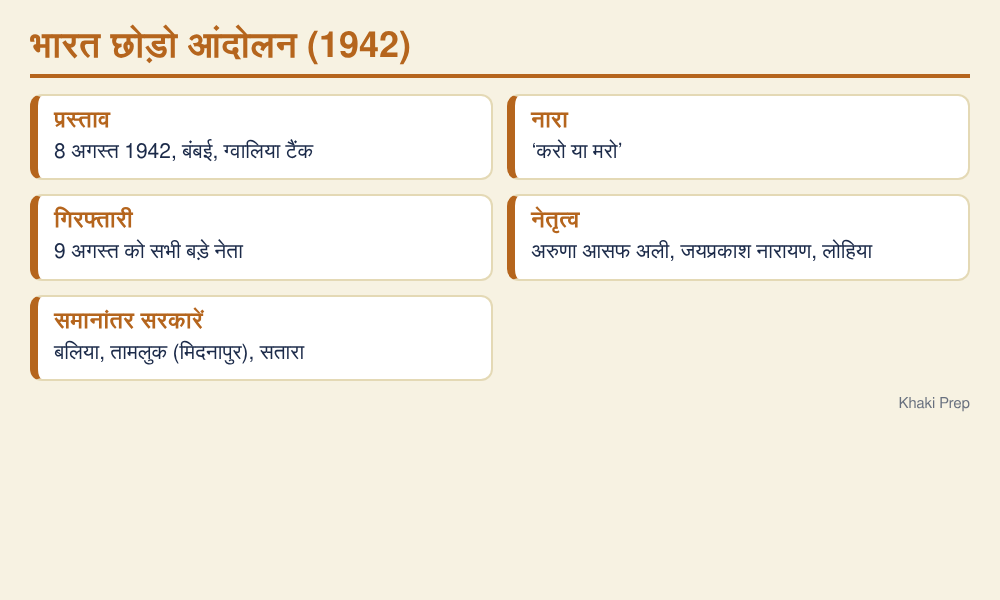 भारत छोड़ो आंदोलन (1942)
प्रस्ताव
8 अगस्त 1942, बंबई, ग्वालिया टैंक
नारा
‘करो या मरो’
गिरफ्तारी
9 अगस्त को सभी बड़े नेता
नेतृत्व
अरुणा आसफ अली, जयप्रकाश नारायण, लोहिया
समानांतर सरकारें
बलिया, तामलुक (मिदनापुर), सतारा
Khaki Prep